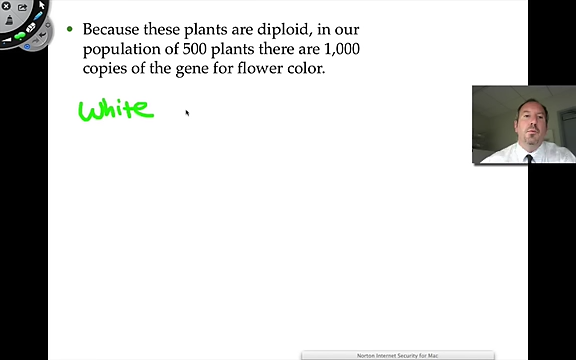 Because these plants are diploid, in our
population of 500 plants there are 1,000
copies of the gene for flower color.
White
Norton Internet Security for Mac